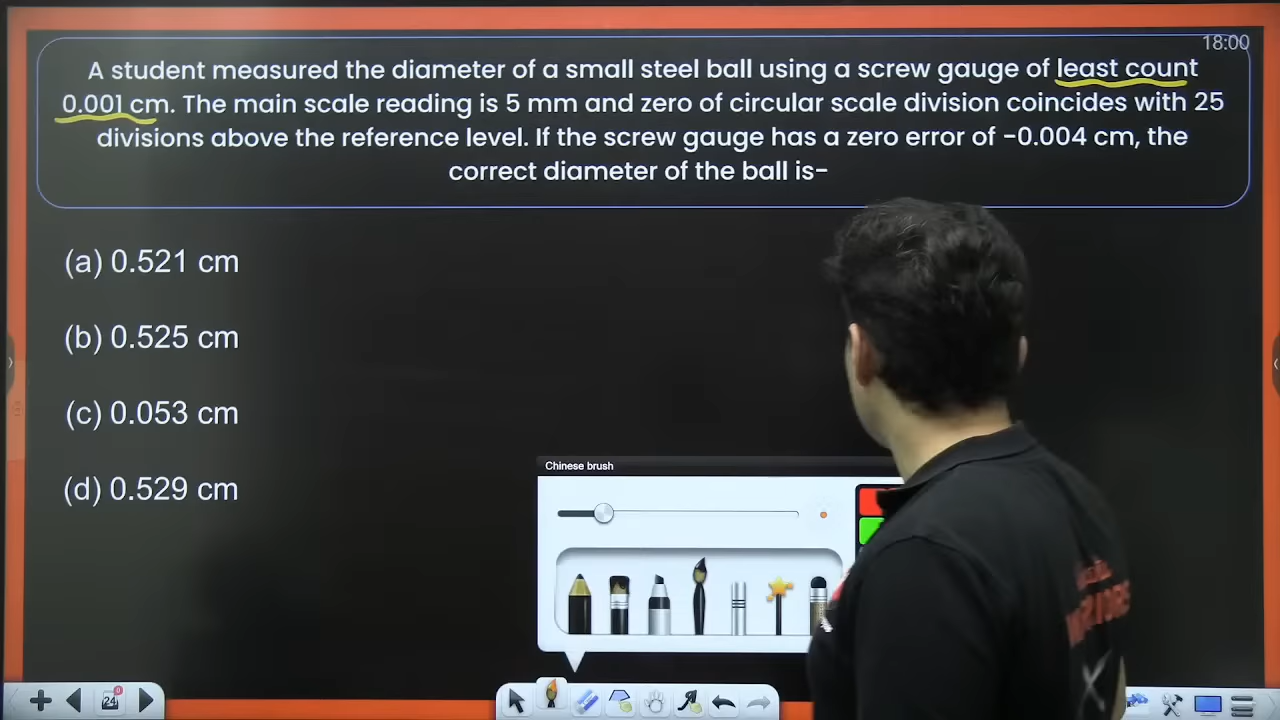 18:00
A student measured the diameter of a small steel ball using a screw gauge of least count
0.001 cm. The main scale reading is 5 mm and zero of circular scale division coincides with 25
divisions above the reference level. If the screw gauge has a zero error of -0.004 cm, the
correct diameter of the ball is-
(a) 0.521 cm
(b) 0.525 cm
(c) 0.053 cm
(d) 0.529 cm
Chinese brush
24